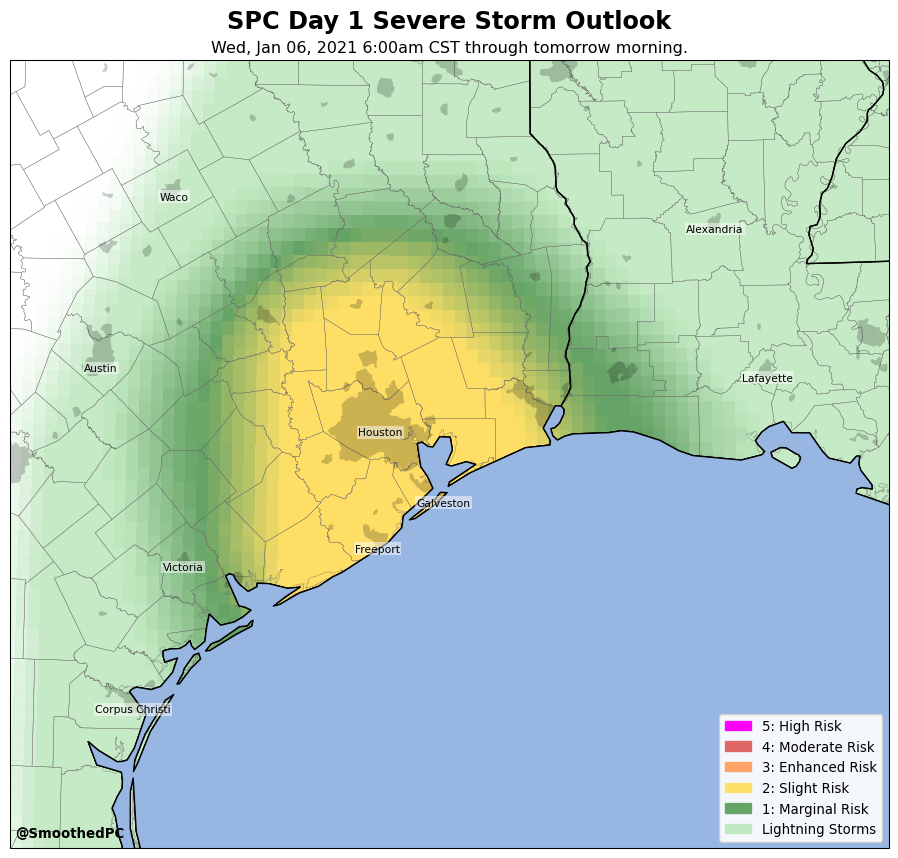 SPC Day 1 Severe Storm Outlook
Wed, Jan 06, 2021 6:00am CST through tomorrow morning.
Waco
Alexandria
Austin
Lafayette
Houston
Galveston
Freeport
Victoria
Corpus Christi
5: High Risk
4: Moderate Risk
3: Enhanced Risk
2: Slight Risk
1: Marginal Risk
Lightning Storms
@SmoothedPC